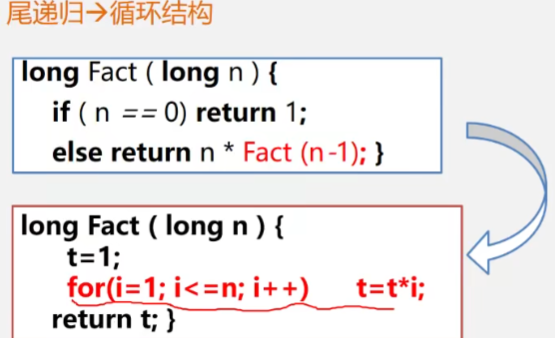 尾递归→循环结构
long Fact ( long n ) {
if ( n == 0) return 1;
else return n * Fact (n-1); }
long Fact ( long n ) {
t=1;
for(i=1; i<=n; i++) t=t*i;
return t; }